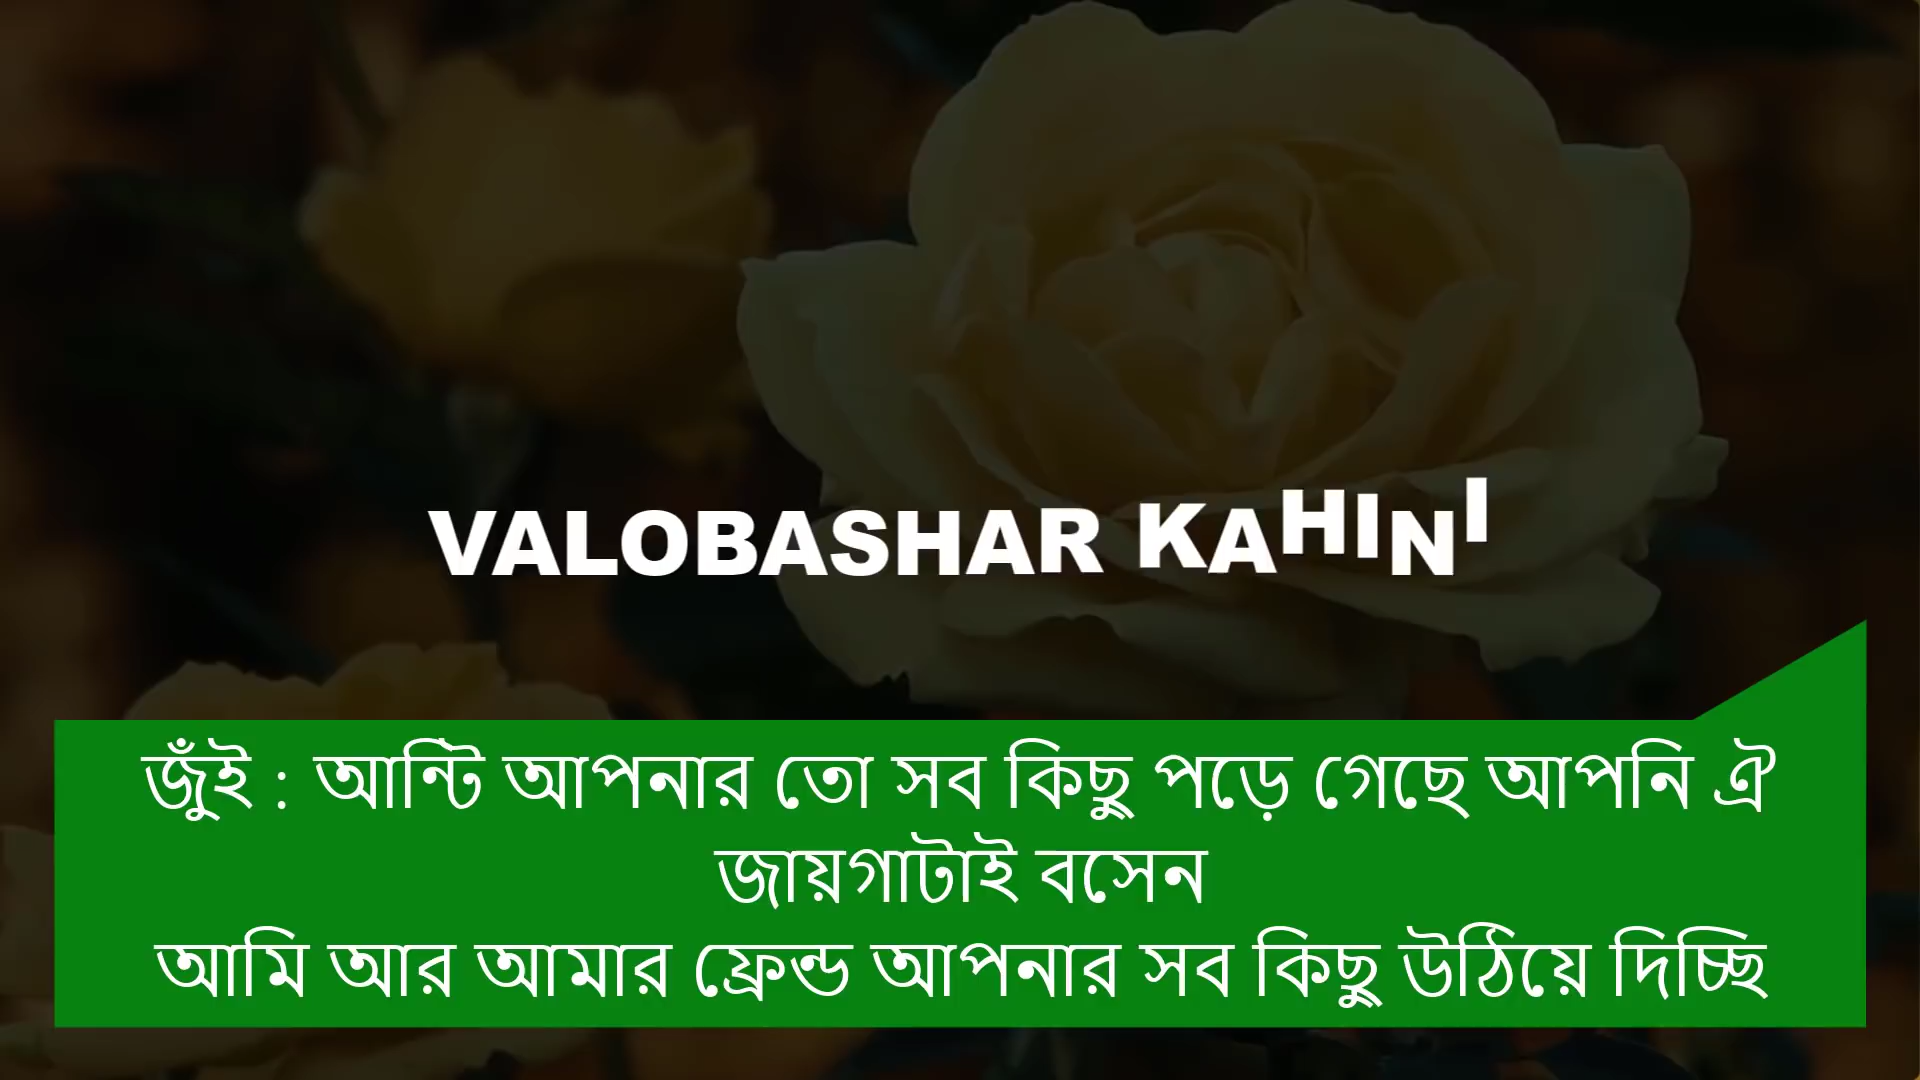 VALOBASHAR KAHINI
জুঁই : আন্টি আপনার তো সব কিছু পড়ে গেছে আপনি ঐ
জায়গাটাই বসেন
আমি আর আমার ফ্রেন্ড আপনার সব কিছু উঠিয়ে দিচ্ছি